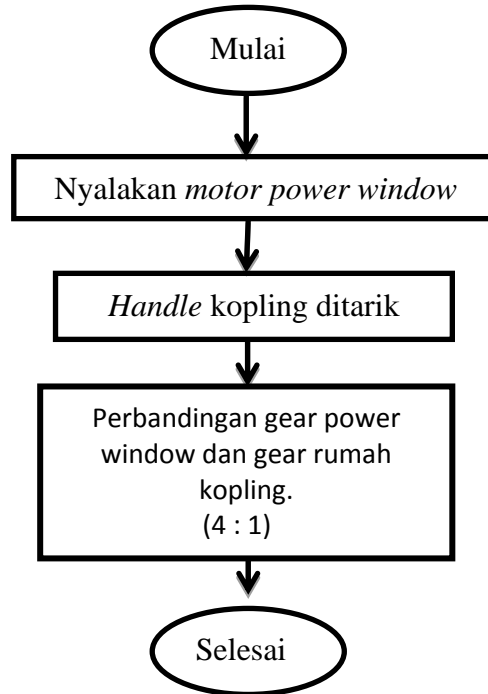 Mulai
Nyalakan motor power window
Handle kopling ditarik
Perbandingan gear power
window dan gear rumah
kopling.
(4 : 1)
Selesai